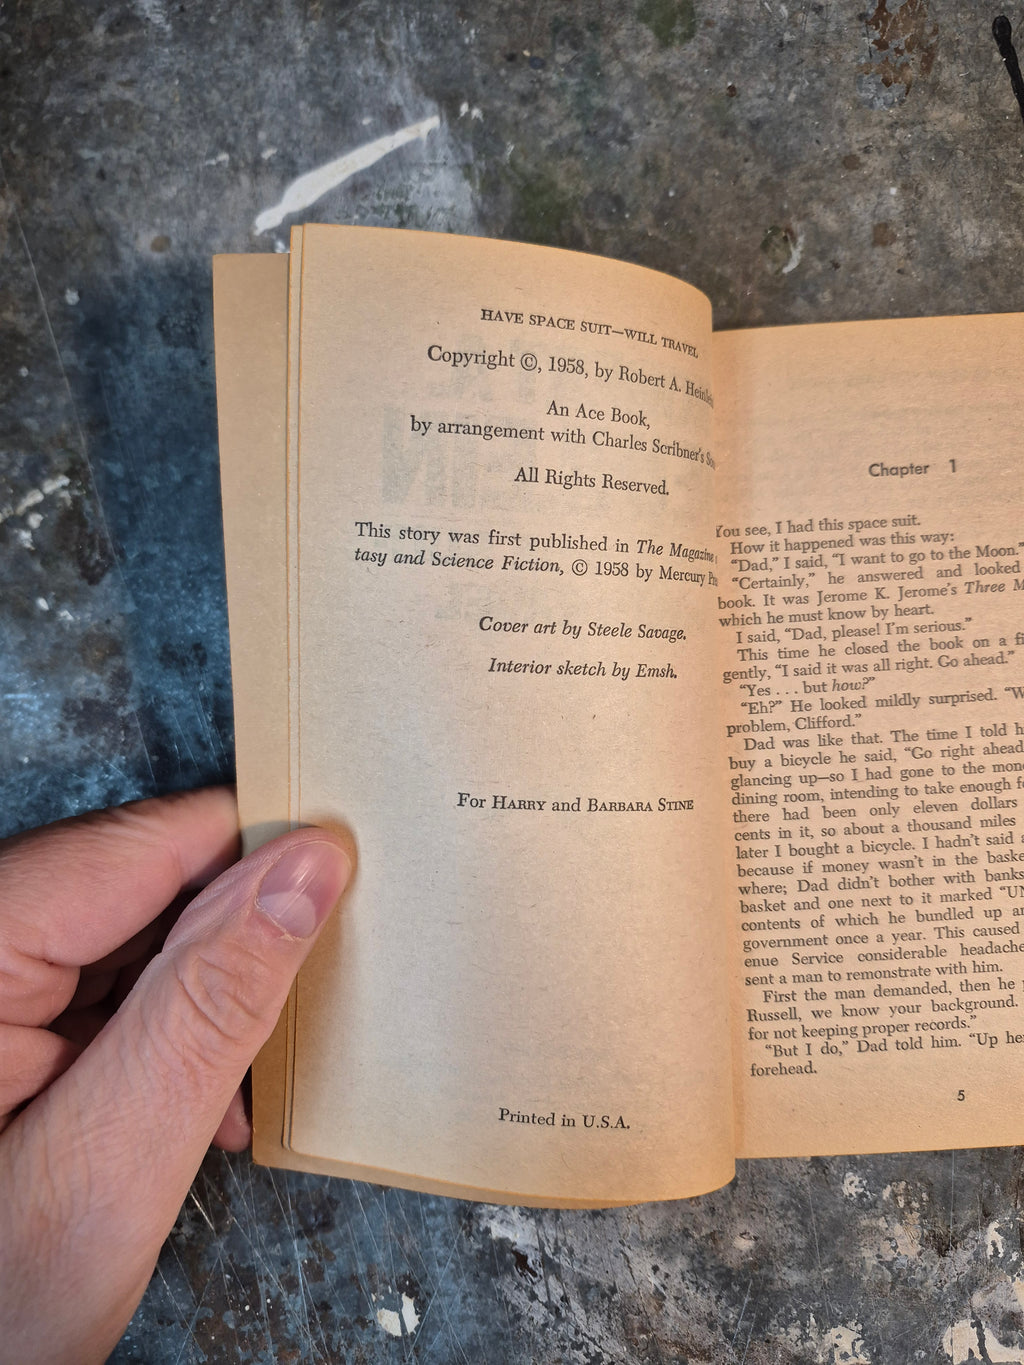 HAVE SPACE SUIT—WILL TRAVEL
Copyright ©, 1958, by Robert A.
An Ace Book,
by arrangement with Charles Scribner's
All Rights Reserved.
This story was first published in The Magazine
tasy and Science Fiction, © 1958 by Mercury
Cover art by Steele Savage.
Interior sketch by Emsh.
For HARRY and BARBARA STINE
Printed in U.S.A.
Chapter 1
You see, I had this space suit.
How it happened was this way:
"Dad," I said, "I want to go to the Moon."
"Certainly," he answered and looked
book. It was Jerome K. Jerome's Three
which he must know by heart.
I said, "Dad, please! I'm serious."
This time he closed the book on a
gently, "I said it was all right. Go ahead."
"Yes . . . but how?"
"Eh?" He looked mildly surprised.
problem, Clifford."
Dad was like that. The time I told
buy a bicycle he said, "Go right ahead
glancing up—so I had gone to the
dining room, intending to take enough
there had been only eleven dollars
cents in it, so about a thousand miles
later I bought a bicycle. I hadn't said
because if money wasn't in the
where; Dad didn't bother with banks
basket and one next to it marked
contents of which he bundled up
government once a year. This caused
enue Service considerable
sent a man to remonstrate with him.
First the man demanded, then he
Russell, we know your background.
for not keeping proper records."
"But I do," Dad told him. "Up
forehead.
5